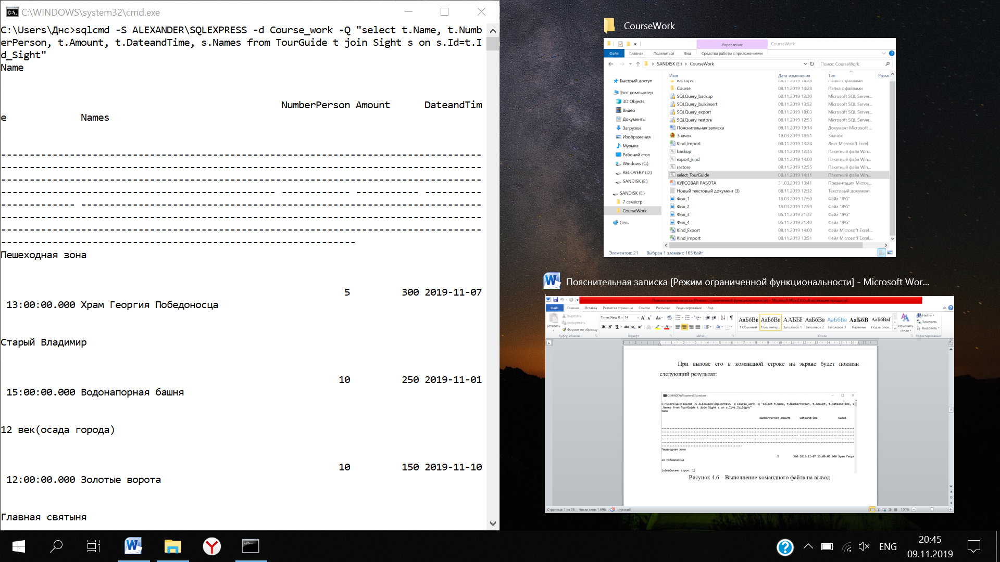 C:\WINDOWS\system32\cmd.exe
C:\Users\Днс>sqlcmd -S ALEXANDER\SQLEXPRESS -d Course_work -Q "select t.Name, t.Numb
erPerson, t.Amount, t.DateandTime, s.Names from TourGuide t join Sight s on s.Id=t.I
d_Sight"
Name
NumberPerson Amount DateandTim
e Names
------------------------------------------------------------------------------------
------------------------------------------------------------------------------------
------------------------------------------------------------------------------------
------------------------------------------------ ------------ ----------- ----------
------------- ----------------------------------------------------------------------
------------------------------------------------------------------------------------
------------------------------------------------------------------------------------
--------------------------------------------------------------
Пешеходная зона
5 300 2019-11-07
13:00:00.000 Храм Георгия Победоносца
Старый Владимир
10 250 2019-11-01
15:00:00.000 Водонапорная башня
12 век(осада города)
10 150 2019-11-10
12:00:00.000 Золотые ворота
Главная святыня
CourseWork
Управление CourseWork
Файл Главная Поделиться Вид Средства работы с приложениями
SANDISK (E:) > CourseWork Поиск: CourseWork
Имя Дата изменения Тип Разме
Backups 08.11.2019 14:28 Папка с файлами
Course 08.11.2019 14:28 Папка с файлами
SQLQuery_backup 08.11.2019 12:30 Microsoft SQL Server...
SQLQuery_bulkinsert 08.11.2019 13:52 Microsoft SQL Server...
SQLQuery_export 08.11.2019 18:03 Microsoft SQL Server...
SQLQuery_restore 08.11.2019 12:53 Microsoft SQL Server...
Пояснительная записка 08.11.2019 19:14 Документ Microsoft ...
Значок 18.03.2019 18:51 Значок
Kind_import 08.11.2019 13:24 Лист Microsoft Excel
backup 08.11.2019 12:35 Пакетный файл Win...
export_kind 08.11.2019 14:00 Пакетный файл Win...
restore 08.11.2019 12:55 Пакетный файл Win...
select_TourGuide 08.11.2019 14:11 Пакетный файл Win...
КУРСОВАЯ РАБОТА 31.03.2019 13:41 Презентация Micros...
Новый текстовый документ (3) 08.11.2019 12:32 Текстовый документ
Фон_1 18.03.2019 17:50 Файл "JPG"
Фон_2 18.03.2019 17:59 Файл "JPG"
Фон_3 05.11.2019 21:37 Файл "JPG"
Фон_4 05.11.2019 21:40 Файл "JPG"
Kind_Export 08.11.2019 14:00 Файл Microsoft Excel,...
Kind_import 08.11.2019 13:51 Файл Microsoft Excel,...
Быстрый доступ
Этот компьютер
3D Objects
Видео
Документы
Загрузки
Изображения
Музыка
Рабочий стол
Windows (C:)
RECOVERY (D:)
SANDISK (E:)
SANDISK (E:)
7 семестр
CourseWork
Сеть
Элементов: 21 Выбран 1 элемент: 165 байт
Пояснительная записка [Режим ограниченной функциональности] - Microsoft Wor...
Пояснительная записка [Режим ограниченной функциональности] - Microsoft Word (Сбой активации продуктов)
Файл Главная Вставка Разметка страницы Ссылки Рассылки Рецензирование Вид
Вставить
Вырезать
Копировать
Формат по образцу
Буфер обмена
Times New R 14
Шрифт
Абзац
АаБбВв АаБбВв ААББІ АаБбВв АаБбВв АаБбВ АаБбВвІ
¶ Обычный ¶ Без интер... Заголовок 1 Заголовок 2 Заголовок 3 Название Подзаголов...
Стили
Изменить стили
Найти
Заменить
Выделить
Редактирование
При вызове его в командной строке на экране будет показан
следующий результат:
C:\WINDOWS\system32\cmd.exe
C:\Users\Днс>sqlcmd -S ALEXANDER\SQLEXPRESS -d Course_work -Q "select t.Name, t.NumberPerson, t.Amount, t.DateandTime, s
.Names from TourGuide t join Sight s on s.Id=t.Id_Sight"
Name
NumberPerson Amount DateandTime Names
Пешеходная зона
5 300 2019-11-07 13:00:00.000 Храм Георг
ия Победоносца
(обработано строк: 1)
Рисунок 4.6 – Выполнение командного файла на вывод
Страница: 1 из 28 Число слов: 1 696 русский 100%
ENG
20:45
09.11.2019